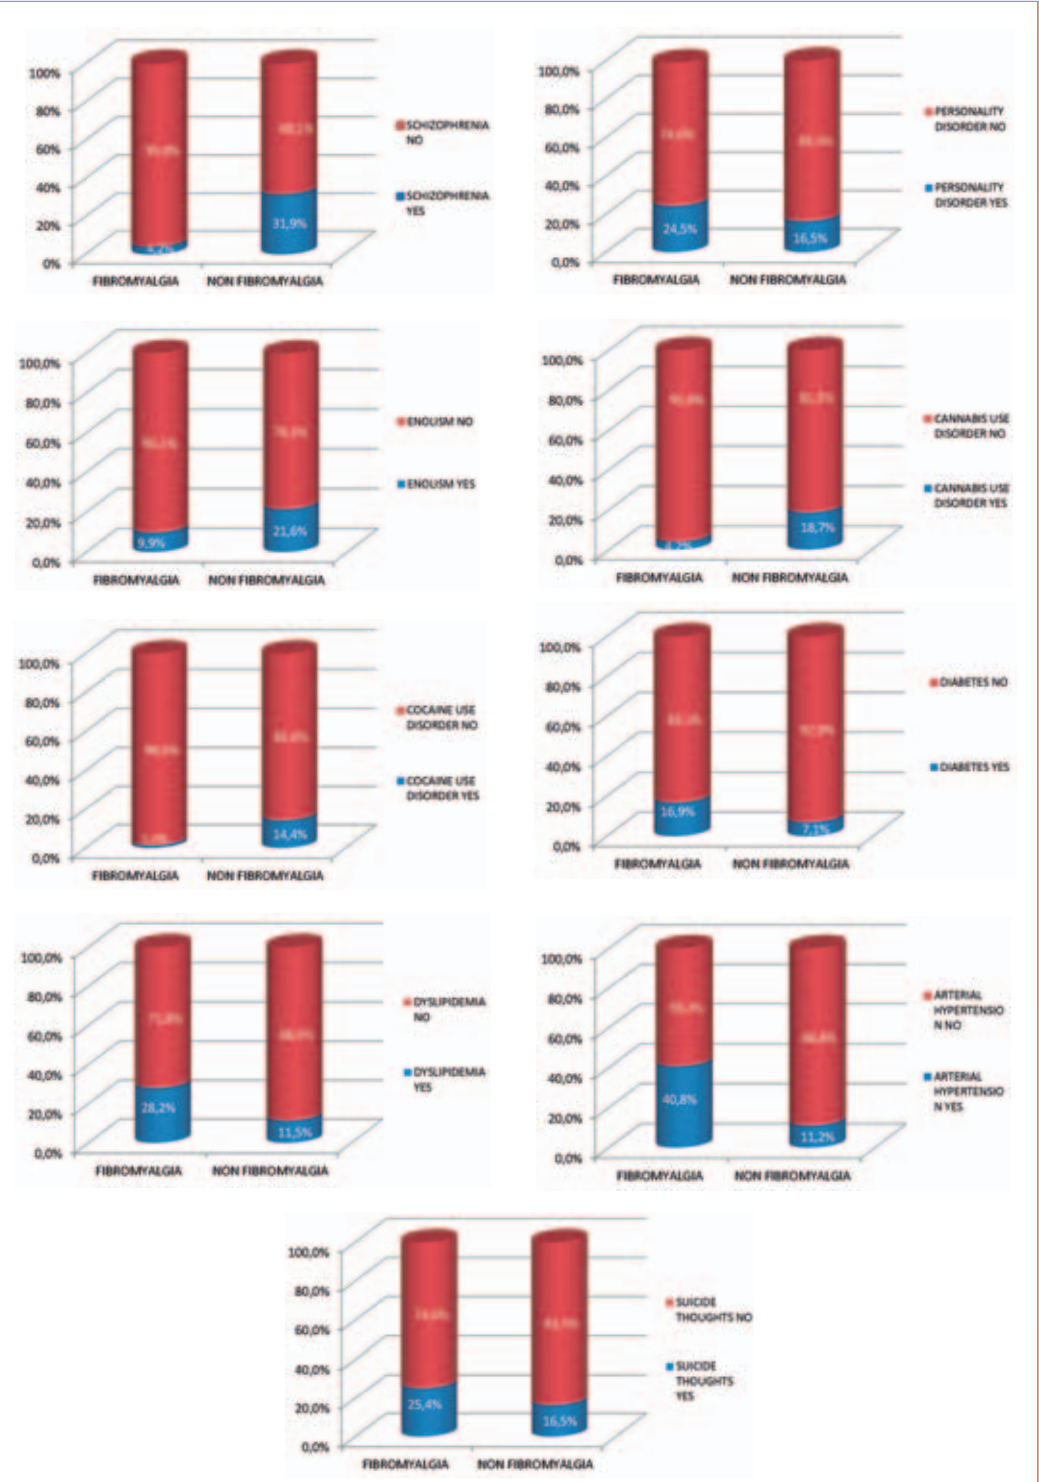 100%
80%
60%
40%
20%
0%
31,9%
FIBROMYALGIA NON FIBROMYALGIA
SCHIZOPHRENIA
NO
SCHIZOPHRENIA
YES
100,0%
80,0%
60,0%
40,0%
20,0%
0,0%
24,5%
16,5%
FIBROMYALGIA NON FIBROMYALGIA
PERSONALITY
DISORDER NO
PERSONALITY
DISORDER YES
100,0%
80,0%
60,0%
40,0%
20,0%
0,0%
9,9%
21,6%
FIBROMYALGIA NON FIBROMYALGIA
ENOLISM NO
ENOLISM YES
100,0%
80,0%
60,0%
40,0%
20,0%
0,0%
4,2%
18,7%
FIBROMYALGIA NON FIBROMYALGIA
CANNABIS USE
DISORDER NO
CANNABIS USE
DISORDER YES
100,0%
80,0%
60,0%
40,0%
20,0%
0,0%
14,4%
FIBROMYALGIA NON FIBROMYALGIA
COCAINE USE
DISORDER NO
COCAINE USE
DISORDER YES
100,0%
80,0%
60,0%
40,0%
20,0%
0,0%
16,9%
7,1%
FIBROMYALGIA NON FIBROMYALGIA
DIABETES NO
DIABETES YES
100,0%
80,0%
60,0%
40,0%
20,0%
0,0%
28,2%
11,5%
FIBROMYALGIA NON FIBROMYALGIA
DYSLIPIDEMIA
NO
DYSLIPIDEMIA
YES
100,0%
80,0%
60,0%
40,0%
20,0%
0,0%
40,8%
11,2%
FIBROMYALGIA NON FIBROMYALGIA
ARTERIAL
HYPERTENSIO
N NO
ARTERIAL
HYPERTENSIO
N YES
100,0%
80,0%
60,0%
40,0%
20,0%
0,0%
25,4%
16,5%
FIBROMYALGIA NON FIBROMYALGIA
SUICIDE
THOUGHTS NO
SUICIDE
THOUGHTS
YES